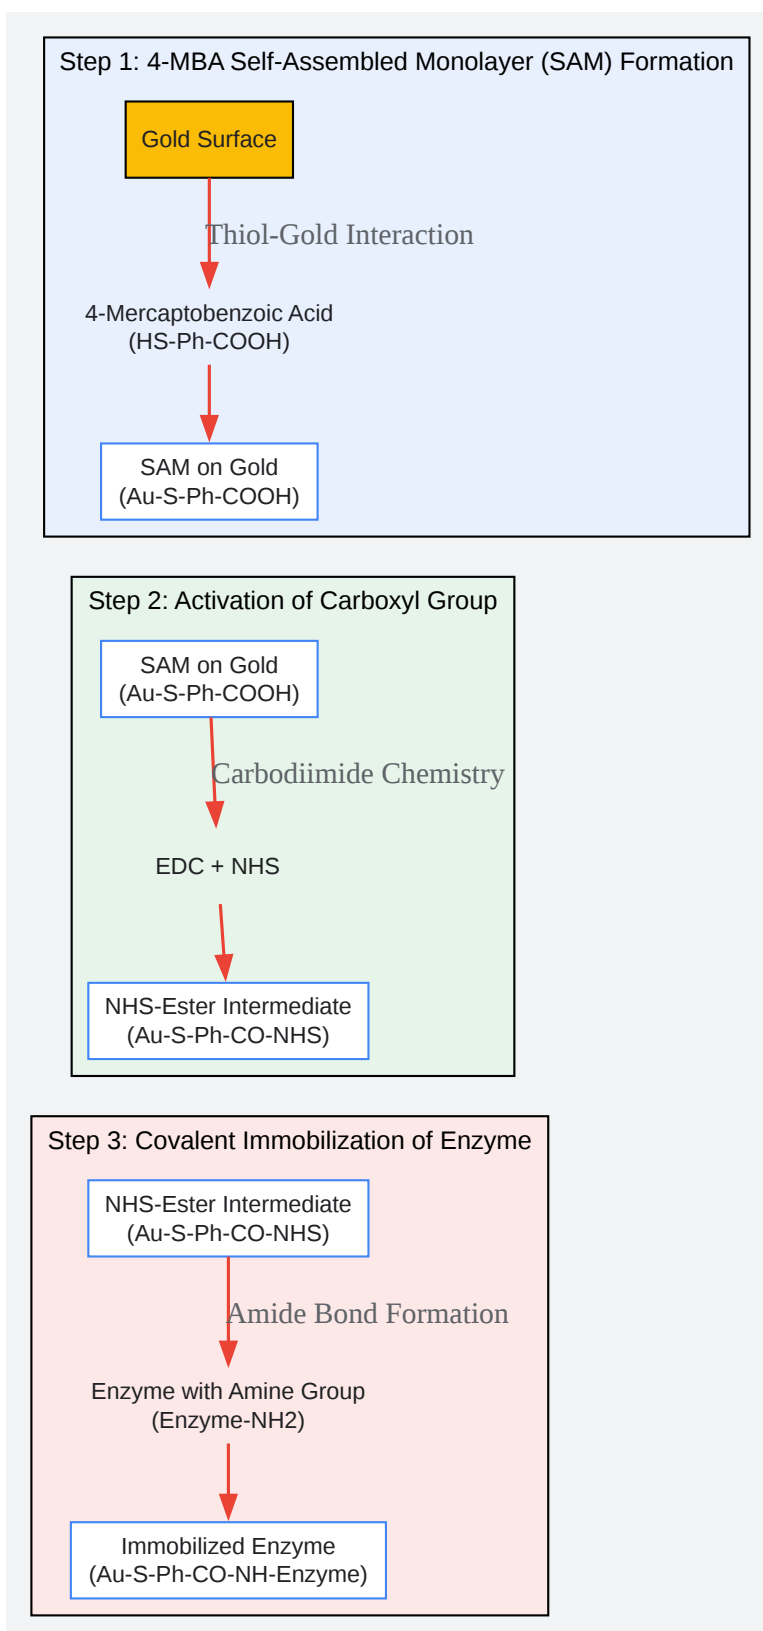 Step 1: 4-MBA Self-Assembled Monolayer (SAM) Formation
Gold Surface
Thiol-Gold Interaction
4-Mercaptobenzoic Acid
(HS-Ph-COOH)
SAM on Gold
(Au-S-Ph-COOH)
Step 2: Activation of Carboxyl Group
SAM on Gold
(Au-S-Ph-COOH)
Carbodiimide Chemistry
EDC + NHS
NHS-Ester Intermediate
(Au-S-Ph-CO-NHS)
Step 3: Covalent Immobilization of Enzyme
NHS-Ester Intermediate
(Au-S-Ph-CO-NHS)
Amide Bond Formation
Enzyme with Amine Group
(Enzyme-NH2)
Immobilized Enzyme
(Au-S-Ph-CO-NH-Enzyme)